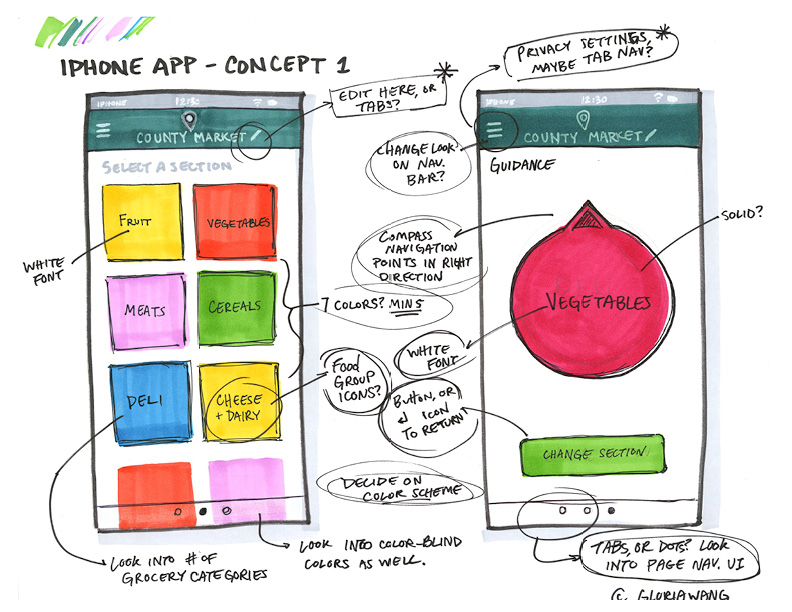 IPHONE APP - CONCEPT 1
EDIT HERE, OR
TABS?
PRIVACY SETTINGS,
MAYBE TAB NAV?
IPHONE
12:30
COUNTY MARKET
SELECT A SECTION
FRUIT
VEGETABLES
MEATS
CEREALS
DELI
CHEESE
+ DAIRY
WHITE
FONT
CHANGE LOOK
ON NAV.
BAR?
COMPASS
NAVIGATION
POINTS IN RIGHT
DIRECTION
7 COLORS? MINS
FOOD
GROUP
ICONS?
WHITE
FONT
BUTTON, OR
ICON
TO RETURN
DECIDE ON
COLOR SCHEME
LOOK INTO # OF
GROCERY CATEGORIES
LOOK INTO COLOR-BLIND
COLORS AS WELL.
IPHONE
12:30
COUNTY MARKET
GUIDANCE
SOLID?
VEGETABLES
CHANGE SECTION
TABS, OR DOTS? LOOK
INTO PAGE NAV. UI
© GLORIA WANG